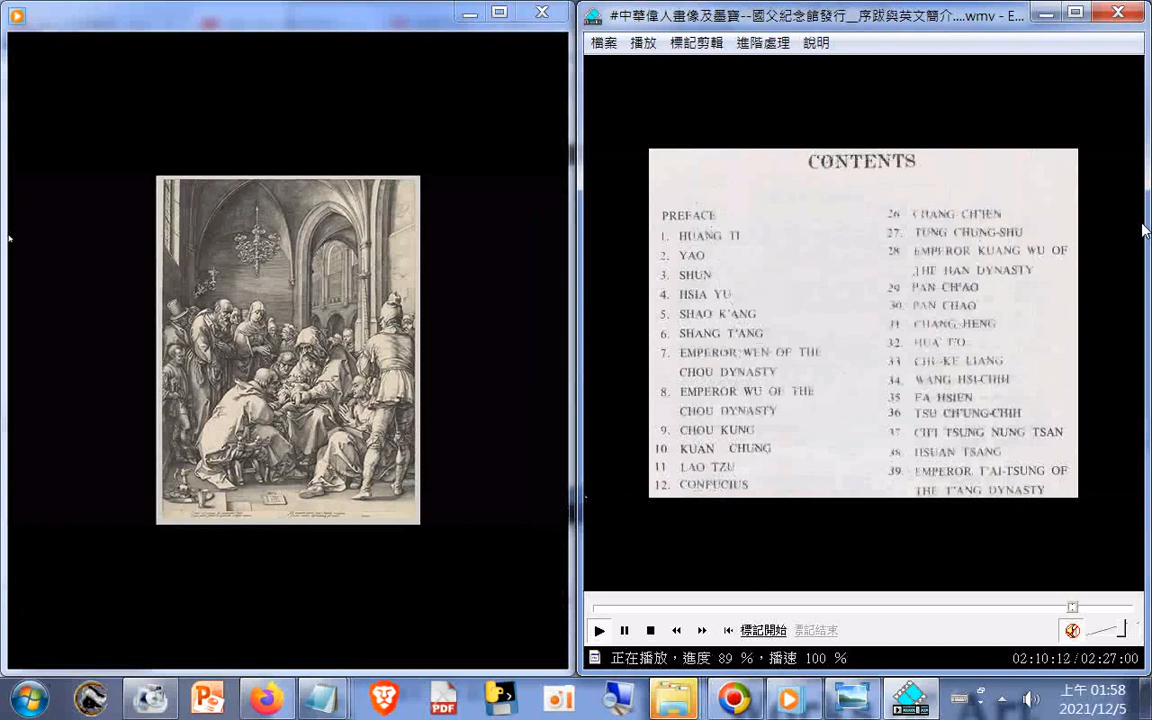 #中華偉人畫像及墨寶--國父紀念館發行__序跋與英文簡介....wmv - E...
檔案 播放 標記剪輯 進階處理 說明
CONTENTS
PREFACE
1. HUANG TI
2. YAO
3. SHUN
4. HSIA YU
5. SHAO K'ANG
6. SHANG T'ANG
7. EMPEROR WEN OF THE
CHOU DYNASTY
8. EMPEROR WU OF THE
CHOU DYNASTY
9. CHOU KUNG
10 KUAN CHUNG
11 LAO TZU
12. CONFUCIUS
26 CHANG CH'IEN
27. TUNG CHUNG-SHU
28 EMPEROR KUANG WU OF
THE HAN DYNASTY
29 PAN CH'AO
30. PAN CHAO
31 CHANG HENG
32. HUA T'O
33 CHU-KE LIANG
34. WANG HSI-CHIH
35 FA HSIEN
36 TSU CH'UNG-CHIH
37 CH'I TSUNG NUNG TSAN
38 HSUAN TSANG
39. EMPEROR T'AI-TSUNG OF
THE T'ANG DYNASTY
標記開始 標記結束
正在播放，進度 89 %，播速 100 %
02:10:12 / 02:27:00
PDF
上午 01:58
2021/12/5